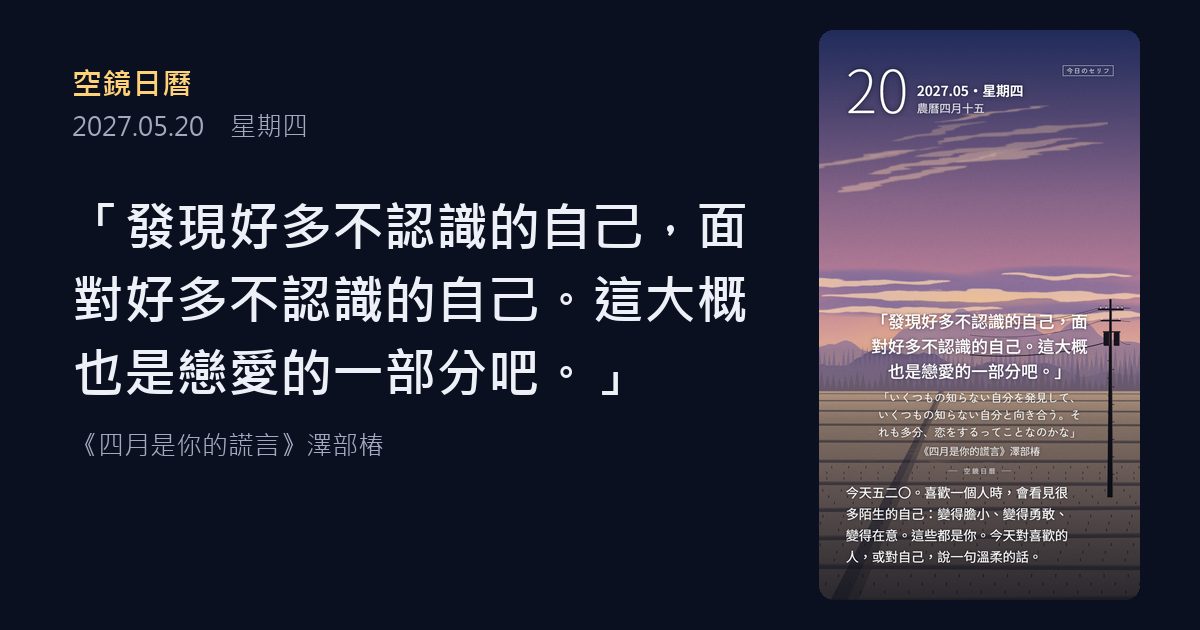 空鏡日曆
2027.05.20 星期四
「發現好多不認識的自己，面
對好多不認識的自己。這大概
也是戀愛的一部分吧。」
《四月是你的謊言》澤部椿
20
2027.05・星期四
農曆四月十五
今日のセリフ
「發現好多不認識的自己，面
對好多不認識的自己。這大概
也是戀愛的一部分吧。」
「いくつもの知らない自分を発見して、
いくつもの知らない自分と向き合う。そ
れも多分、恋をするってことなのかな」
《四月是你的謊言》澤部椿
— 空鏡日曆 —
今天五二〇。喜歡一個人時，會看見很
多陌生的自己：變得膽小、變得勇敢、
變得在意。這些都是你。今天對喜歡的
人，或對自己，說一句溫柔的話。